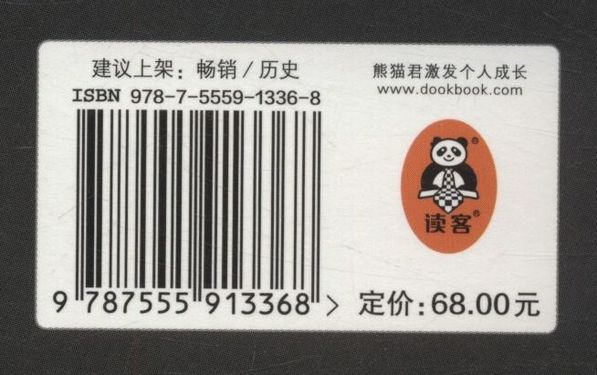 建议上架：畅销 / 历史
ISBN 978-7-5559-1336-8
9 787555 913368 >
熊猫君激发个人成长
www.dookbook.com
读客®
定价：68.00元